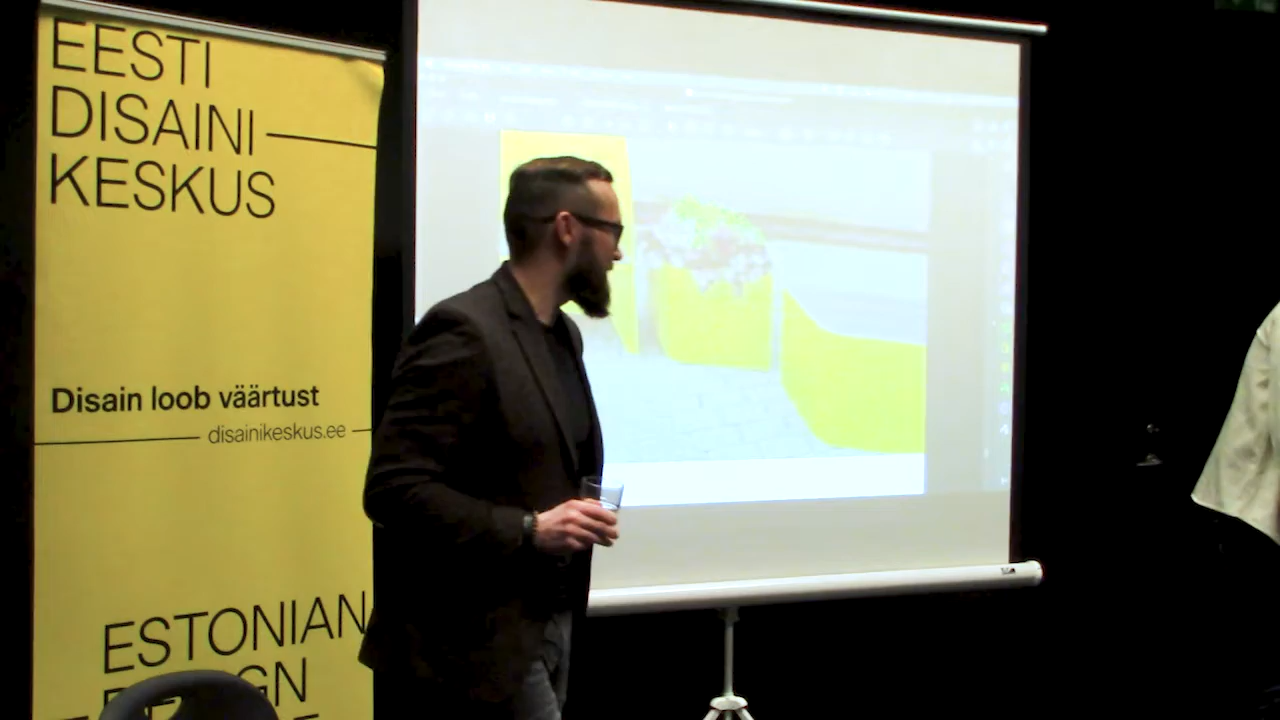 EESTI
DISAINI
KESKUS
Disain loob väärtust
disainikeskus.ee
ESTONIAN